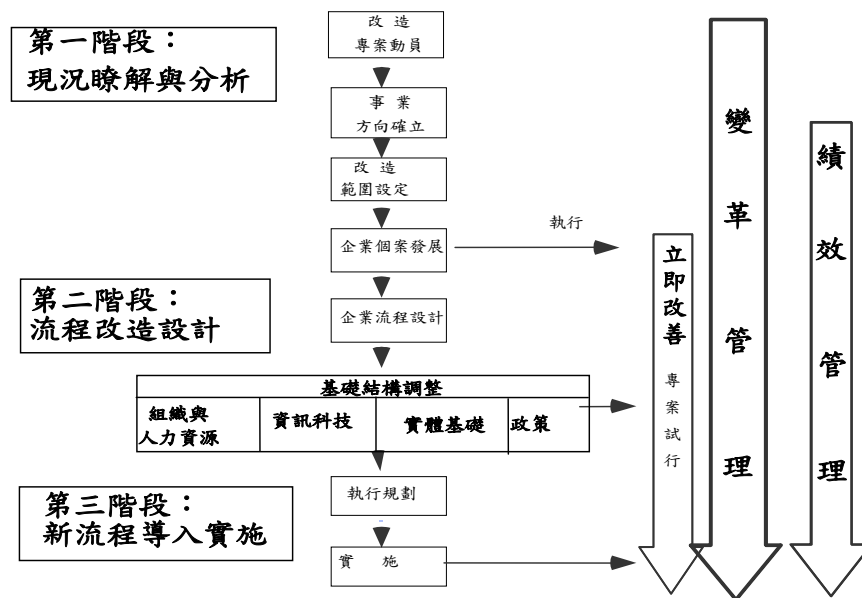 第一階段：
現況瞭解與分析
改 造
專案動員
事 業
方向確立
改 造
範圍設定
企業個案發展
執行
第二階段：
流程改造設計
企業流程設計
基礎結構調整
組織與
人力資源
資訊科技
實體基礎
政策
第三階段：
新流程導入實施
執行規劃
實 施
立即改善 專案試行
變革管理
績效管理